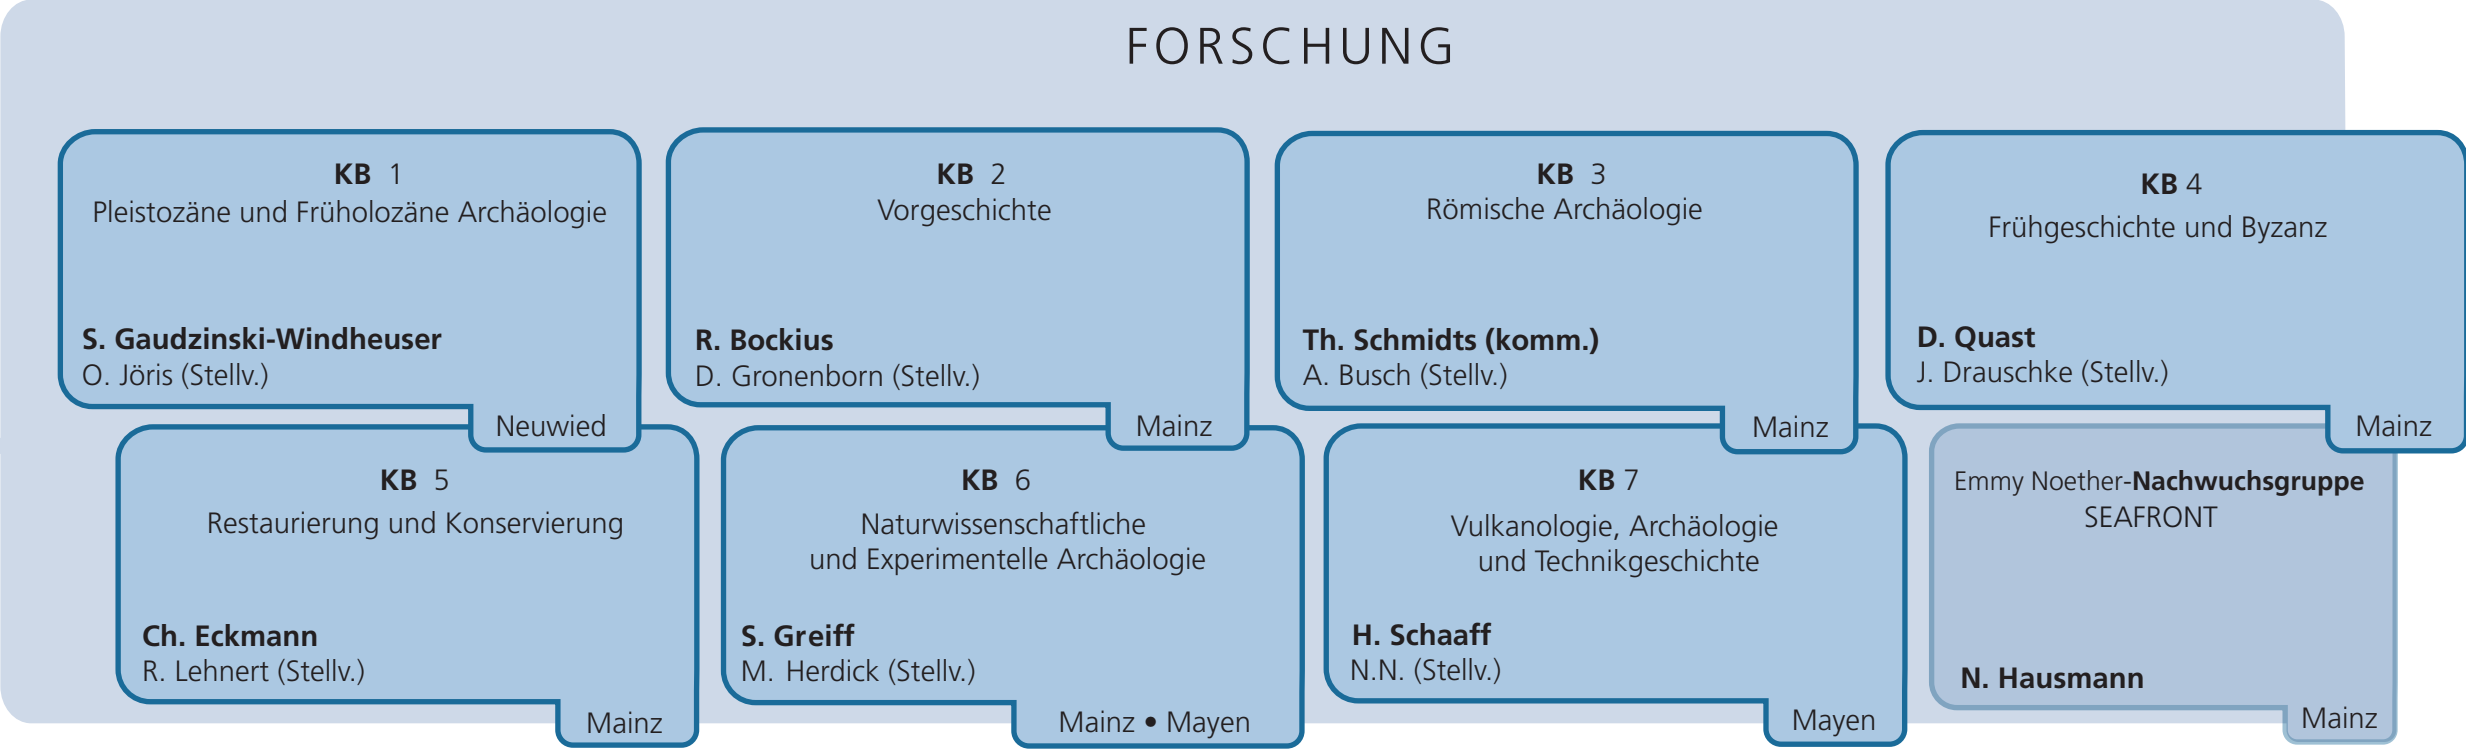 FORSCHUNG
KB 1
Pleistozäne und Früholozäne Archäologie
S. Gaudzinski-Windheuser
O. Jöris (Stellv.)
Neuwied
KB 2
Vorgeschichte
R. Bockius
D. Gronenborn (Stellv.)
Mainz
KB 3
Römische Archäologie
Th. Schmidts (komm.)
A. Busch (Stellv.)
Mainz
KB 4
Frühgeschichte und Byzanz
D. Quast
J. Drauschke (Stellv.)
Mainz
KB 5
Restaurierung und Konservierung
Ch. Eckmann
R. Lehnert (Stellv.)
Mainz
KB 6
Naturwissenschaftliche
und Experimentelle Archäologie
S. Greiff
M. Herdick (Stellv.)
Mainz • Mayen
KB 7
Vulkanologie, Archäologie
und Technikgeschichte
H. Schaaff
N.N. (Stellv.)
Mayen
Emmy Noether-Nachwuchsgruppe
SEAFRONT
N. Hausmann
Mainz